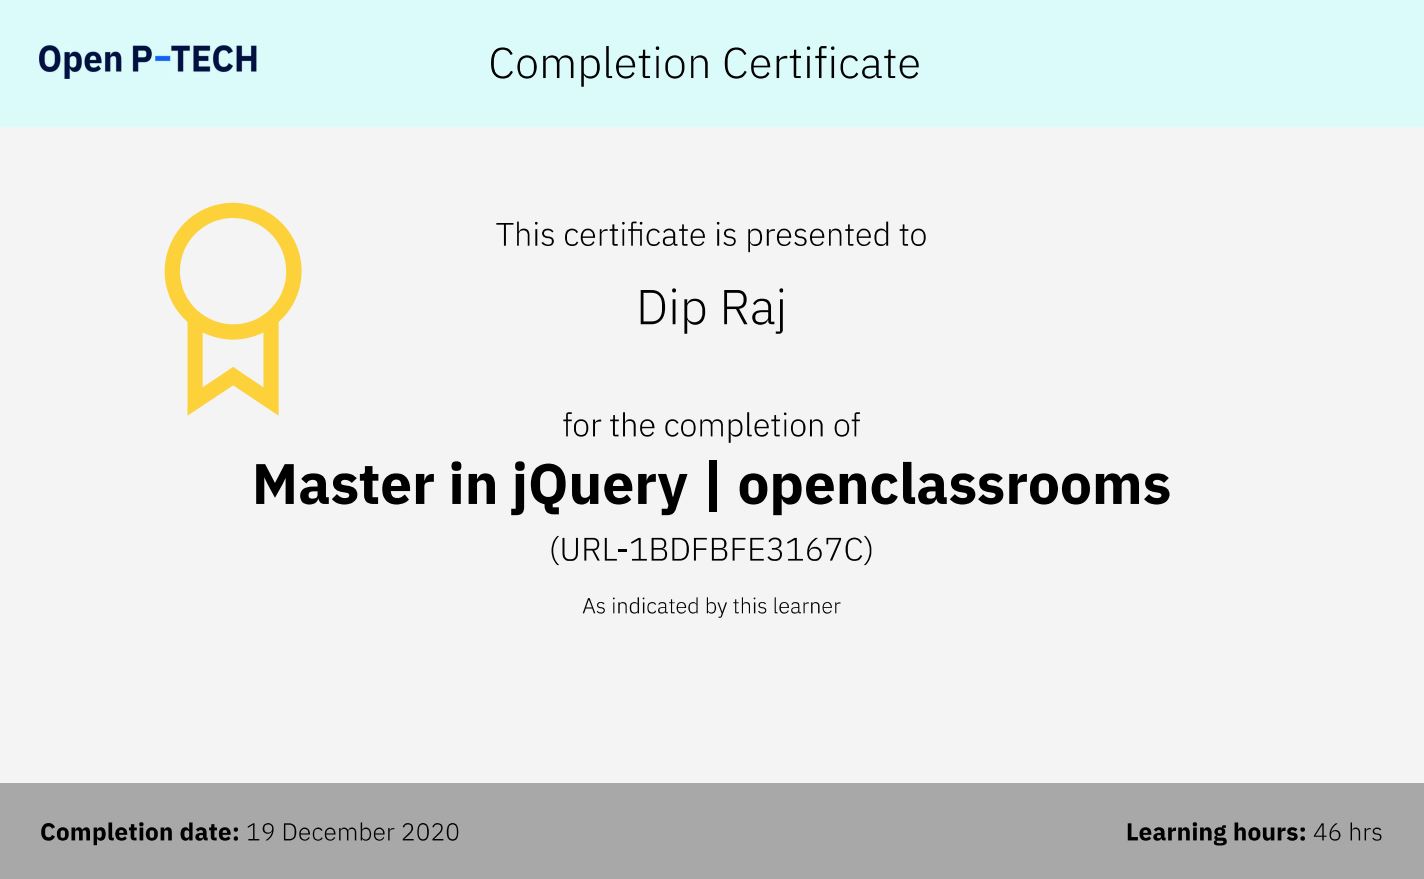 Open P-TECH
Completion Certificate
This certificate is presented to
Dip Raj
for the completion of
Master in jQuery | openclassrooms
(URL-1BDFBFE3167C)
As indicated by this learner
Completion date: 19 December 2020
Learning hours: 46 hrs